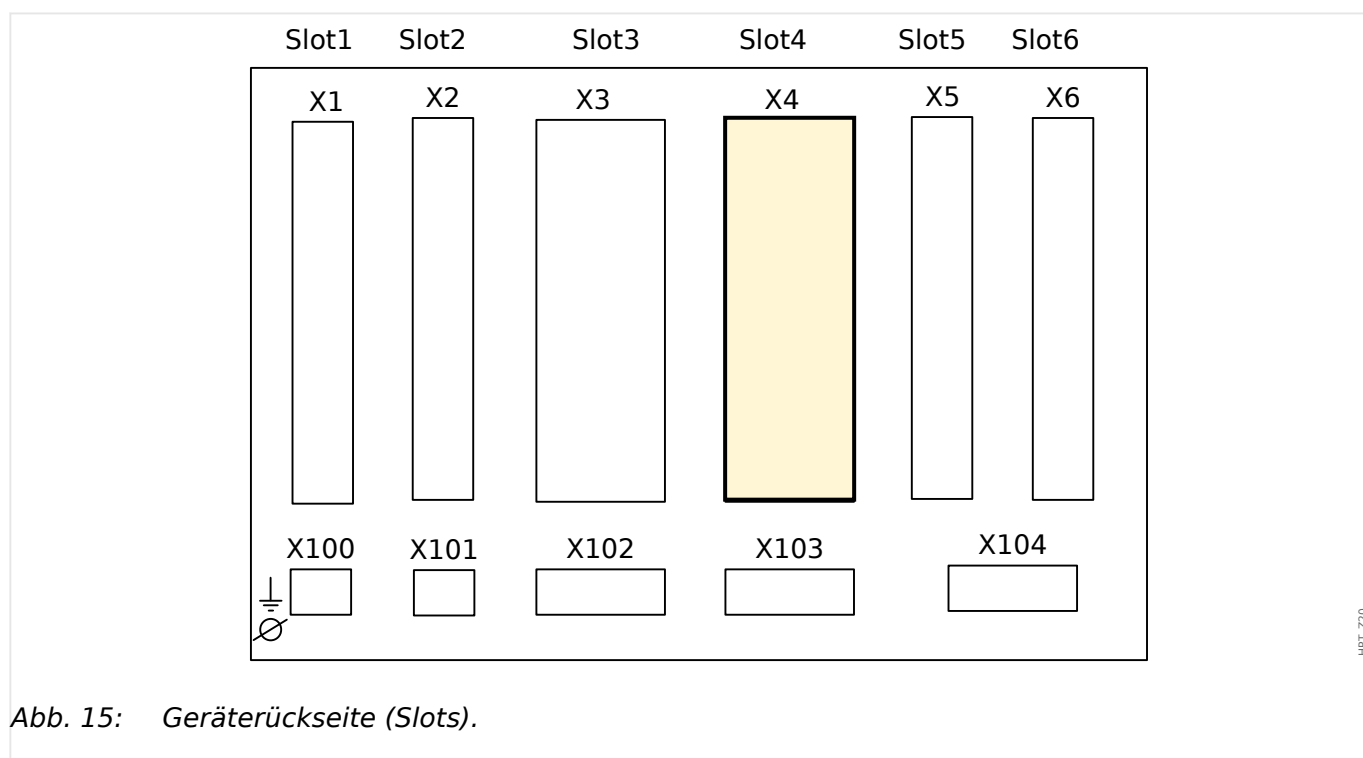 Slot1 Slot2 Slot3 Slot4 Slot5 Slot6
X1 X2 X3 X4 X5 X6
X100 X101 X102 X103 X104
Abb. 15: Geräterückseite (Slots).